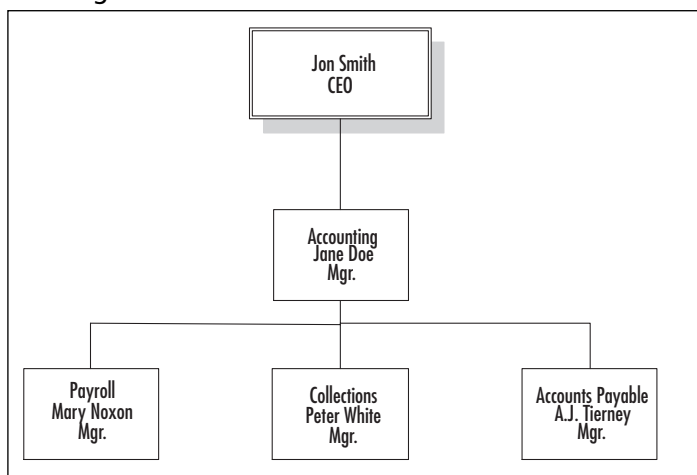 Jon Smith
CEO
Accounting
Jane Doe
Mgr.
Payroll
Mary Noxon
Mgr.
Collections
Peter White
Mgr.
Accounts Payable
A.J. Tierney
Mgr.